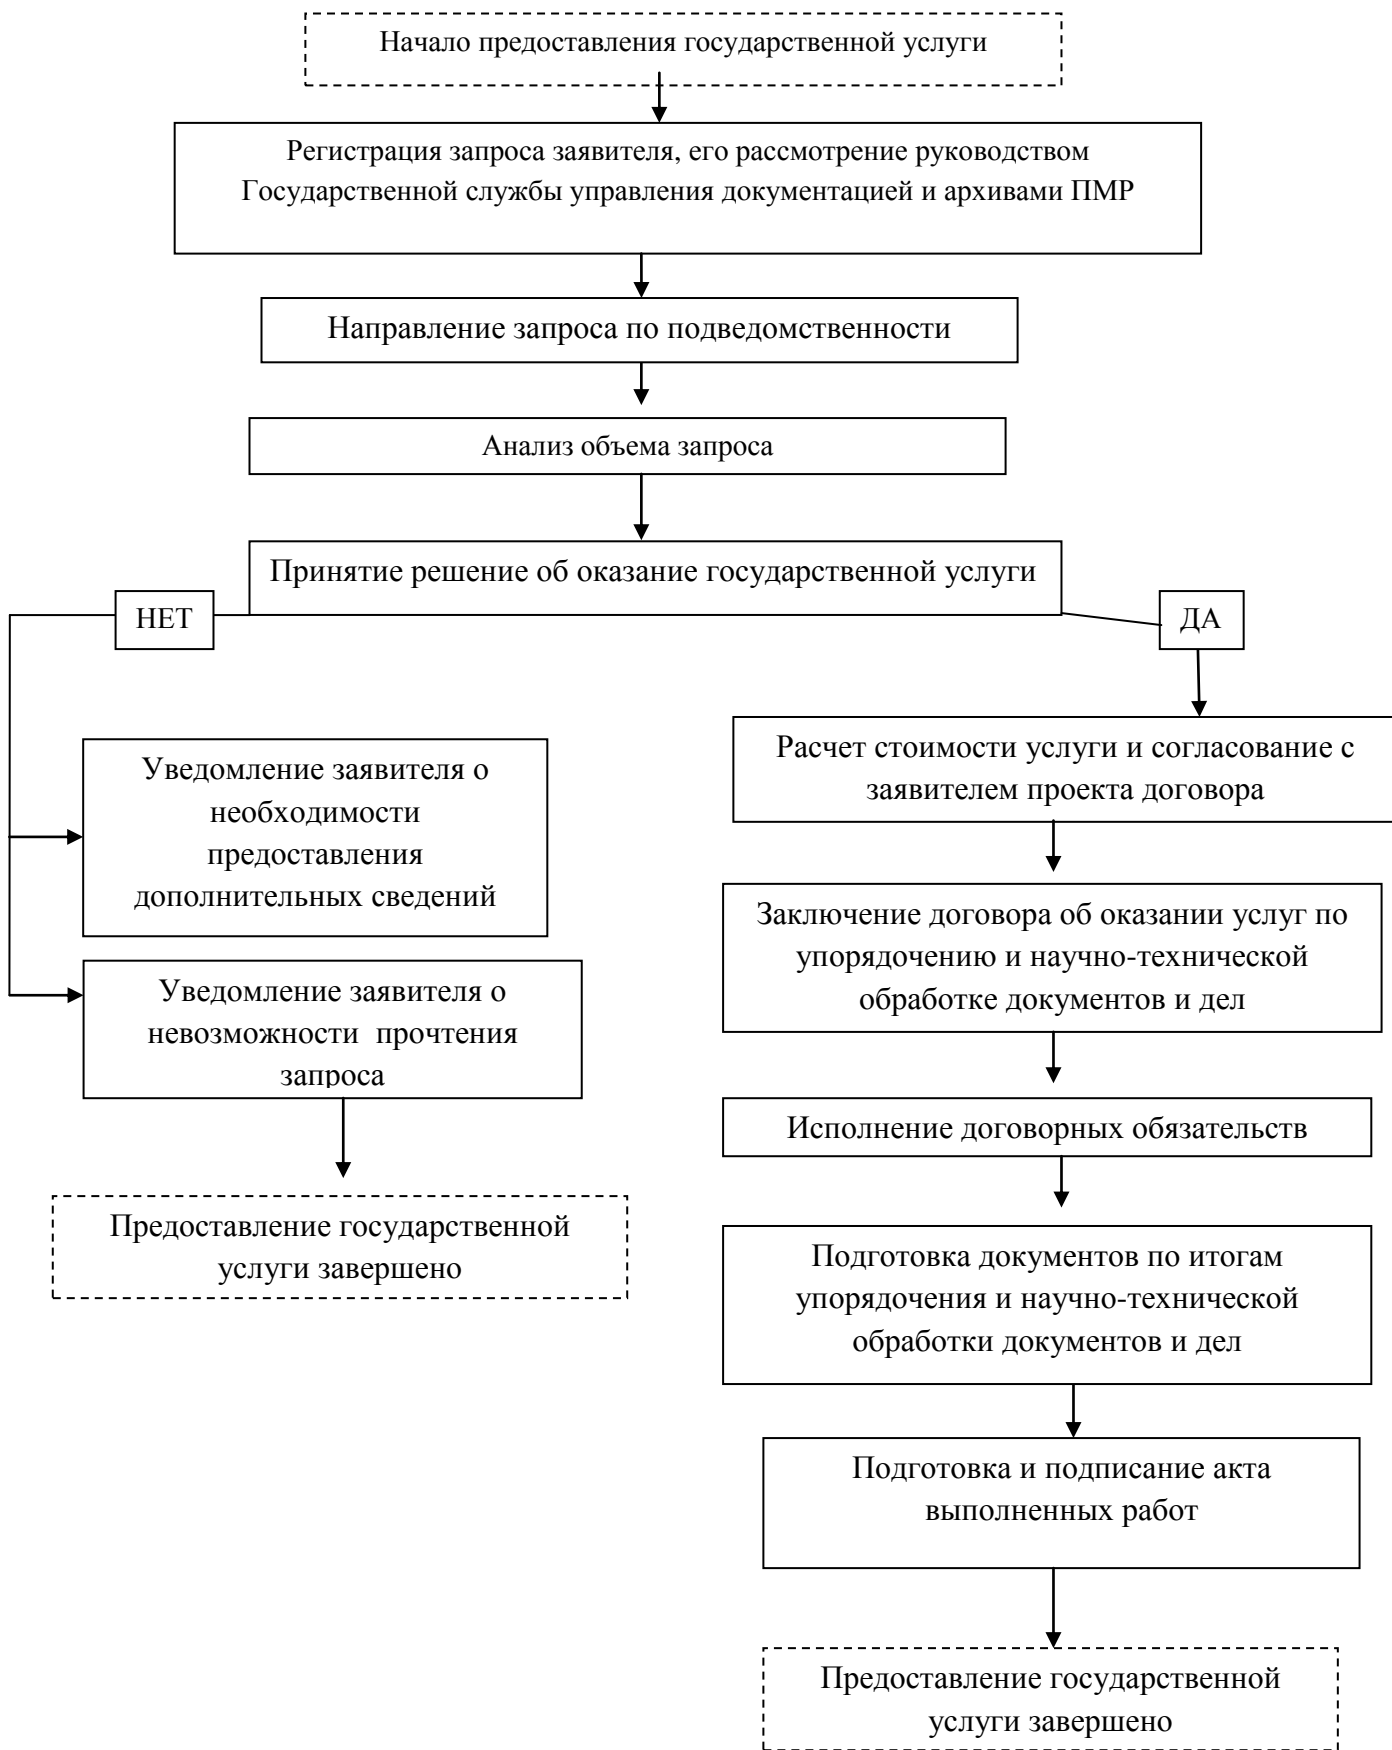 Начало предоставления государственной услуги
Регистрация запроса заявителя, его рассмотрение руководством
Государственной службы управления документацией и архивами ПМР
Направление запроса по подведомственности
Анализ объема запроса
Принятие решение об оказание государственной услуги
НЕТ
ДА
Уведомление заявителя о
необходимости
предоставления
дополнительных сведений
Уведомление заявителя о
невозможности прочтения
запроса
Предоставление государственной
услуги завершено
Расчет стоимости услуги и согласование с
заявителем проекта договора
Заключение договора об оказании услуг по
упорядочению и научно-технической
обработке документов и дел
Исполнение договорных обязательств
Подготовка документов по итогам
упорядочения и научно-технической
обработки документов и дел
Подготовка и подписание акта
выполненных работ
Предоставление государственной
услуги завершено